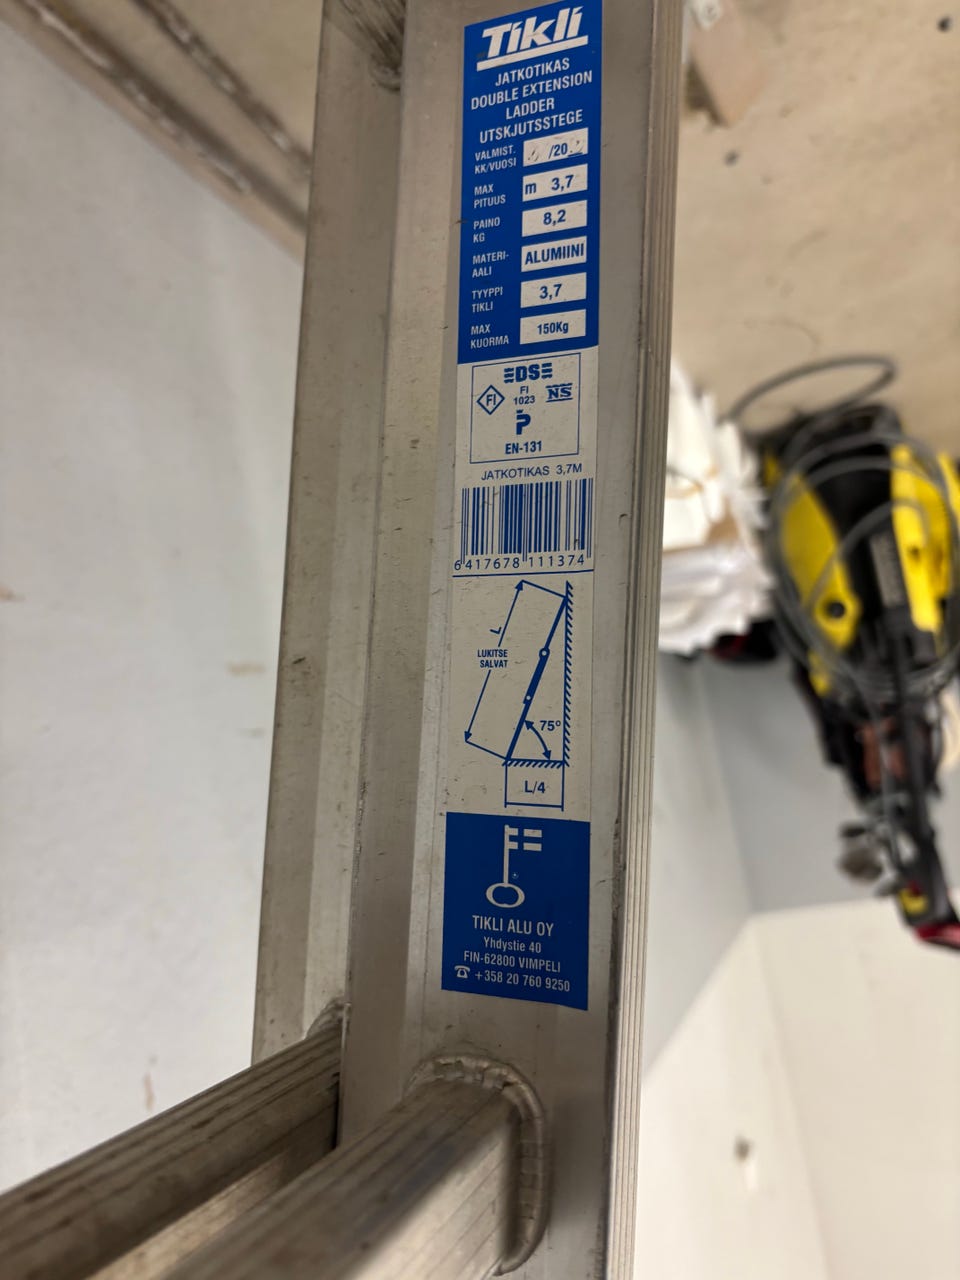 Tikli
JATKOTIKAS
DOUBLE EXTENSION
LADDER
UTSKJUTSSTEGE
VALMIST.
KK/VUOSI
/20
MAX
PITUUS
m 3,7
PAINO
KG
8,2
MATERI-
AALI
ALUMIINI
TYYPPI
TIKLI
3,7
MAX
KUORMA
150Kg
DS
FI
FI
1023
NS
P
EN-131
JATKOTIKAS 3,7M
6 417678 111374
L
LUKITSE
SALVAT
75°
L/4
TIKLI ALU OY
Yhdystie 40
FIN-62800 VIMPELI
☎ +358 20 760 9250